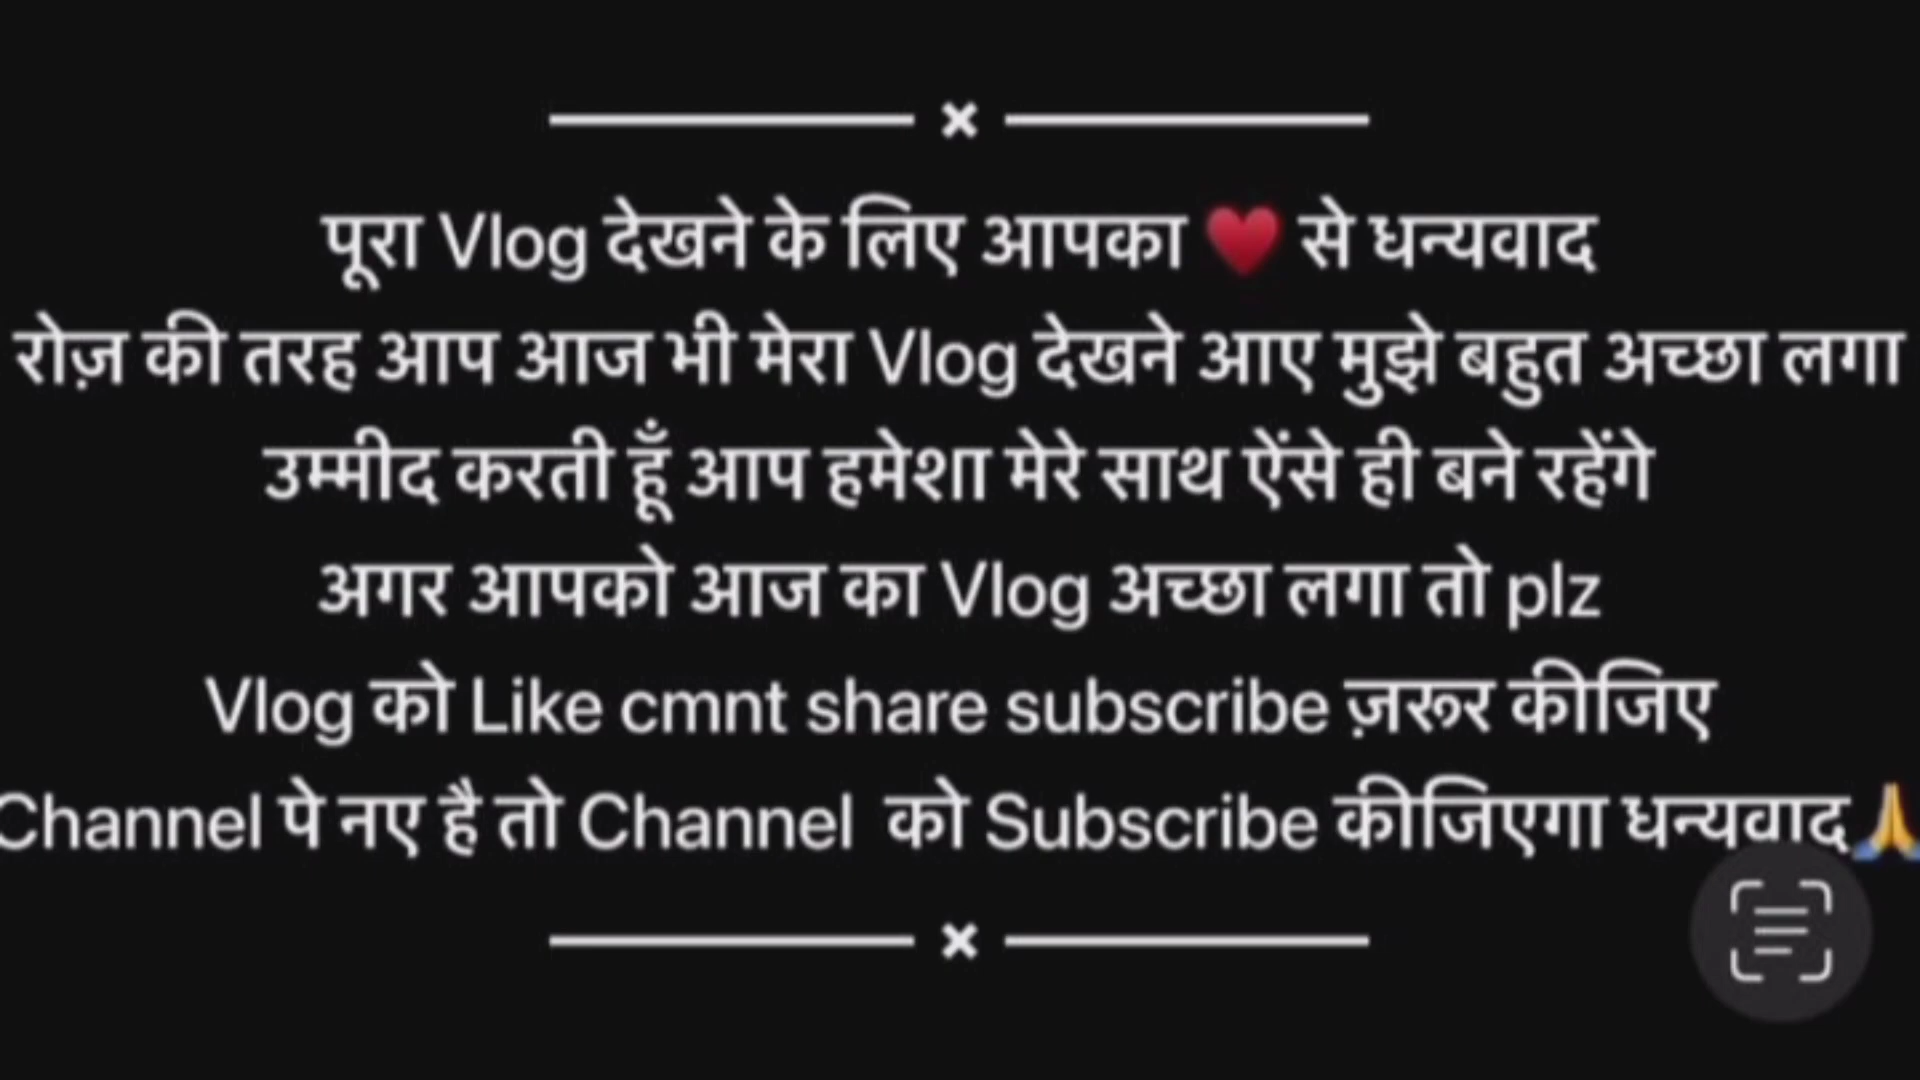 पूरा Vlog देखने के लिए आपका ♥️ से धन्यवाद
रोज़ की तरह आप आज भी मेरा Vlog देखने आए मुझे बहुत अच्छा लगा
उम्मीद करती हूँ आप हमेशा मेरे साथ ऐंसे ही बने रहेंगे
अगर आपको आज का Vlog अच्छा लगा तो plz
Vlog को Like cmnt share subscribe ज़रूर कीजिए
Channel पे नए है तो Channel को Subscribe कीजिएगा धन्यवाद🙏